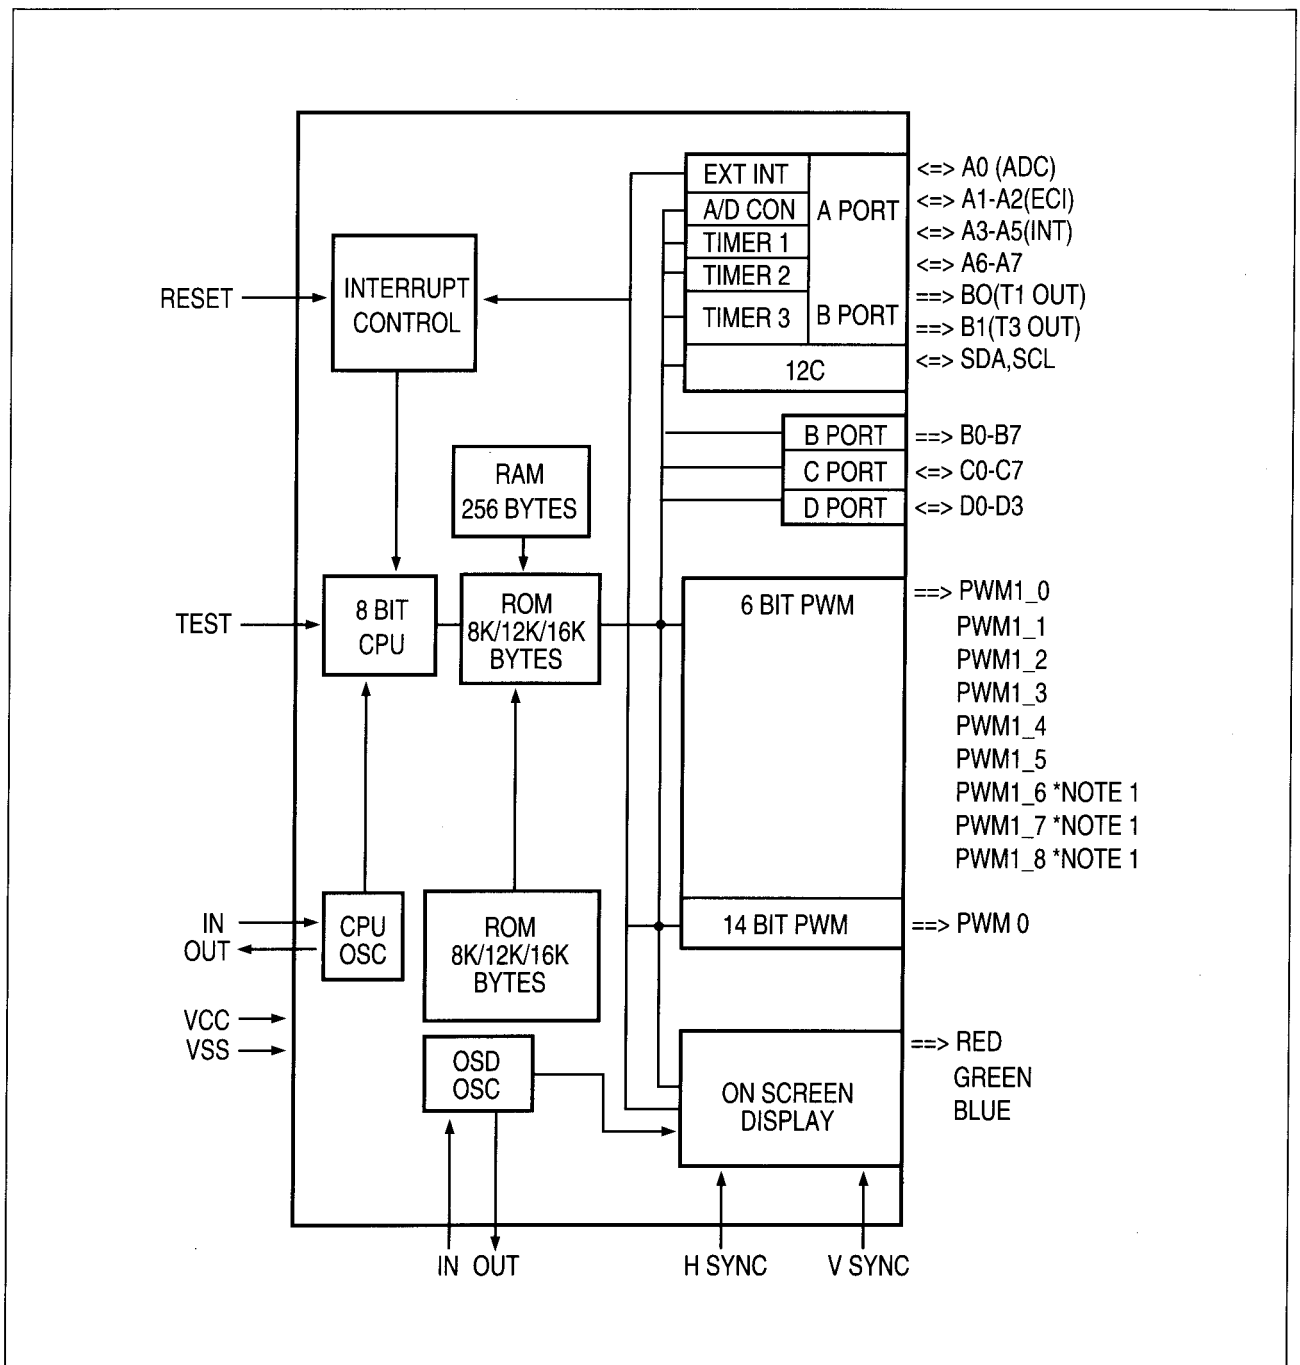 EXT INT
A/D CON
TIMER 1
TIMER 2
TIMER 3
A PORT
B PORT
12C
<=> A0 (ADC)
<=> A1-A2(ECI)
<=> A3-A5(INT)
<=> A6-A7
==> BO(T1 OUT)
==> B1(T3 OUT)
<=> SDA,SCL
RESET
INTERRUPT
CONTROL
B PORT
C PORT
D PORT
==> B0-B7
<=> C0-C7
<=> D0-D3
RAM
256 BYTES
TEST
8 BIT
CPU
ROM
8K/12K/16K
BYTES
6 BIT PWM
==> PWM1_0
PWM1_1
PWM1_2
PWM1_3
PWM1_4
PWM1_5
PWM1_6 *NOTE 1
PWM1_7 *NOTE 1
PWM1_8 *NOTE 1
IN
OUT
CPU
OSC
ROM
8K/12K/16K
BYTES
14 BIT PWM
==> PWM 0
VCC
VSS
OSD
OSC
ON SCREEN
DISPLAY
==> RED
GREEN
BLUE
IN OUT
H SYNC
V SYNC